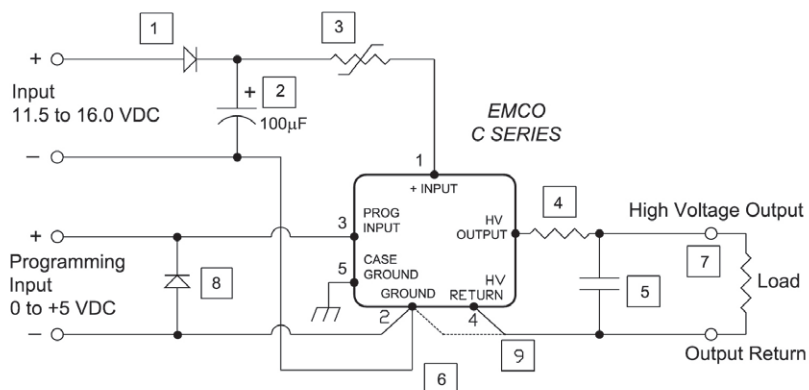 1
3
+
Input
11.5 to 16.0 VDC
–
+
2
100µF
EMCO
C SERIES
1
+ INPUT
3
PROG
INPUT
HV
OUTPUT
4
High Voltage Output
+
Programming
Input
0 to +5 VDC
–
8
5
CASE
GROUND
GROUND
HV
RETURN
2
4
5
7
Load
6
9
Output Return